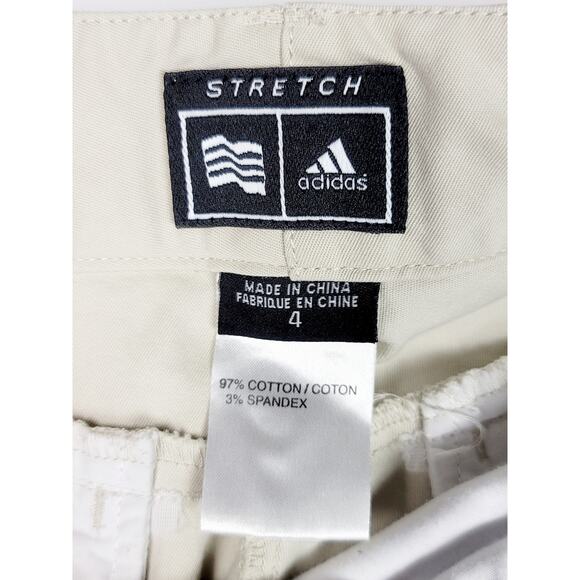 STRETCH
adidas
MADE IN CHINA
FABRIQUE EN CHINE
4
97% COTTON / COTON
3% SPANDEX